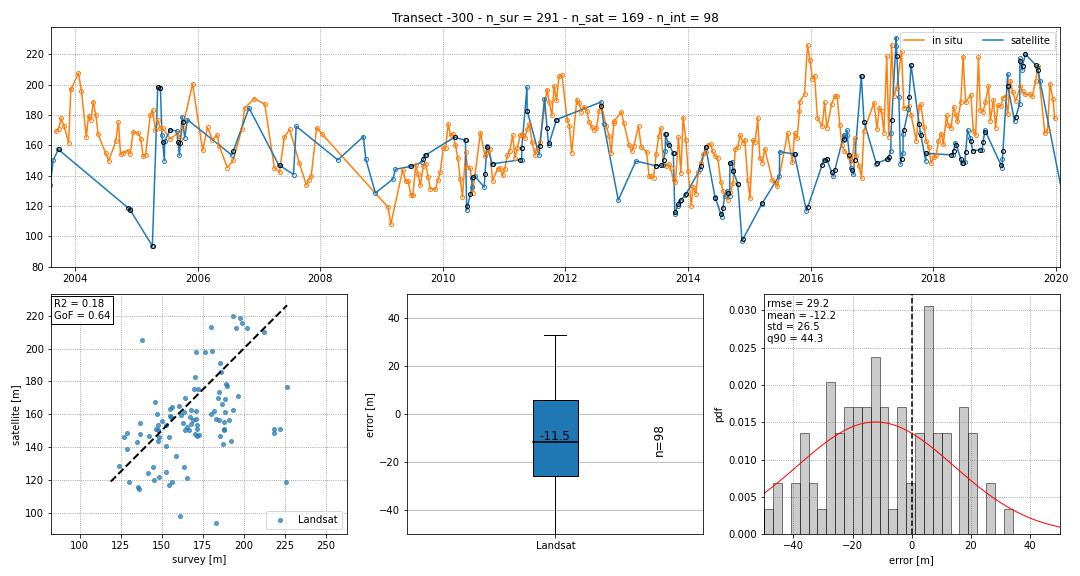 Transect -300 - n_sur = 291 - n_sat = 169 - n_int = 98
in situ satellite
220
200
180
160
140
120
100
80
2004 2006 2008 2010 2012 2014 2016 2018 2020
R2 = 0.18
GoF = 0.64
220
200
180
160
140
120
100
satellite [m]
Landsat
100 125 150 175 200 225 250
survey [m]
40
20
0
−20
−40
error [m]
-11.5
n=98
Landsat
rmse = 29.2
mean = -12.2
std = 26.5
q90 = 44.3
0.030
0.025
0.020
0.015
0.010
0.005
0.000
pdf
−40 −20 0 20 40
error [m]